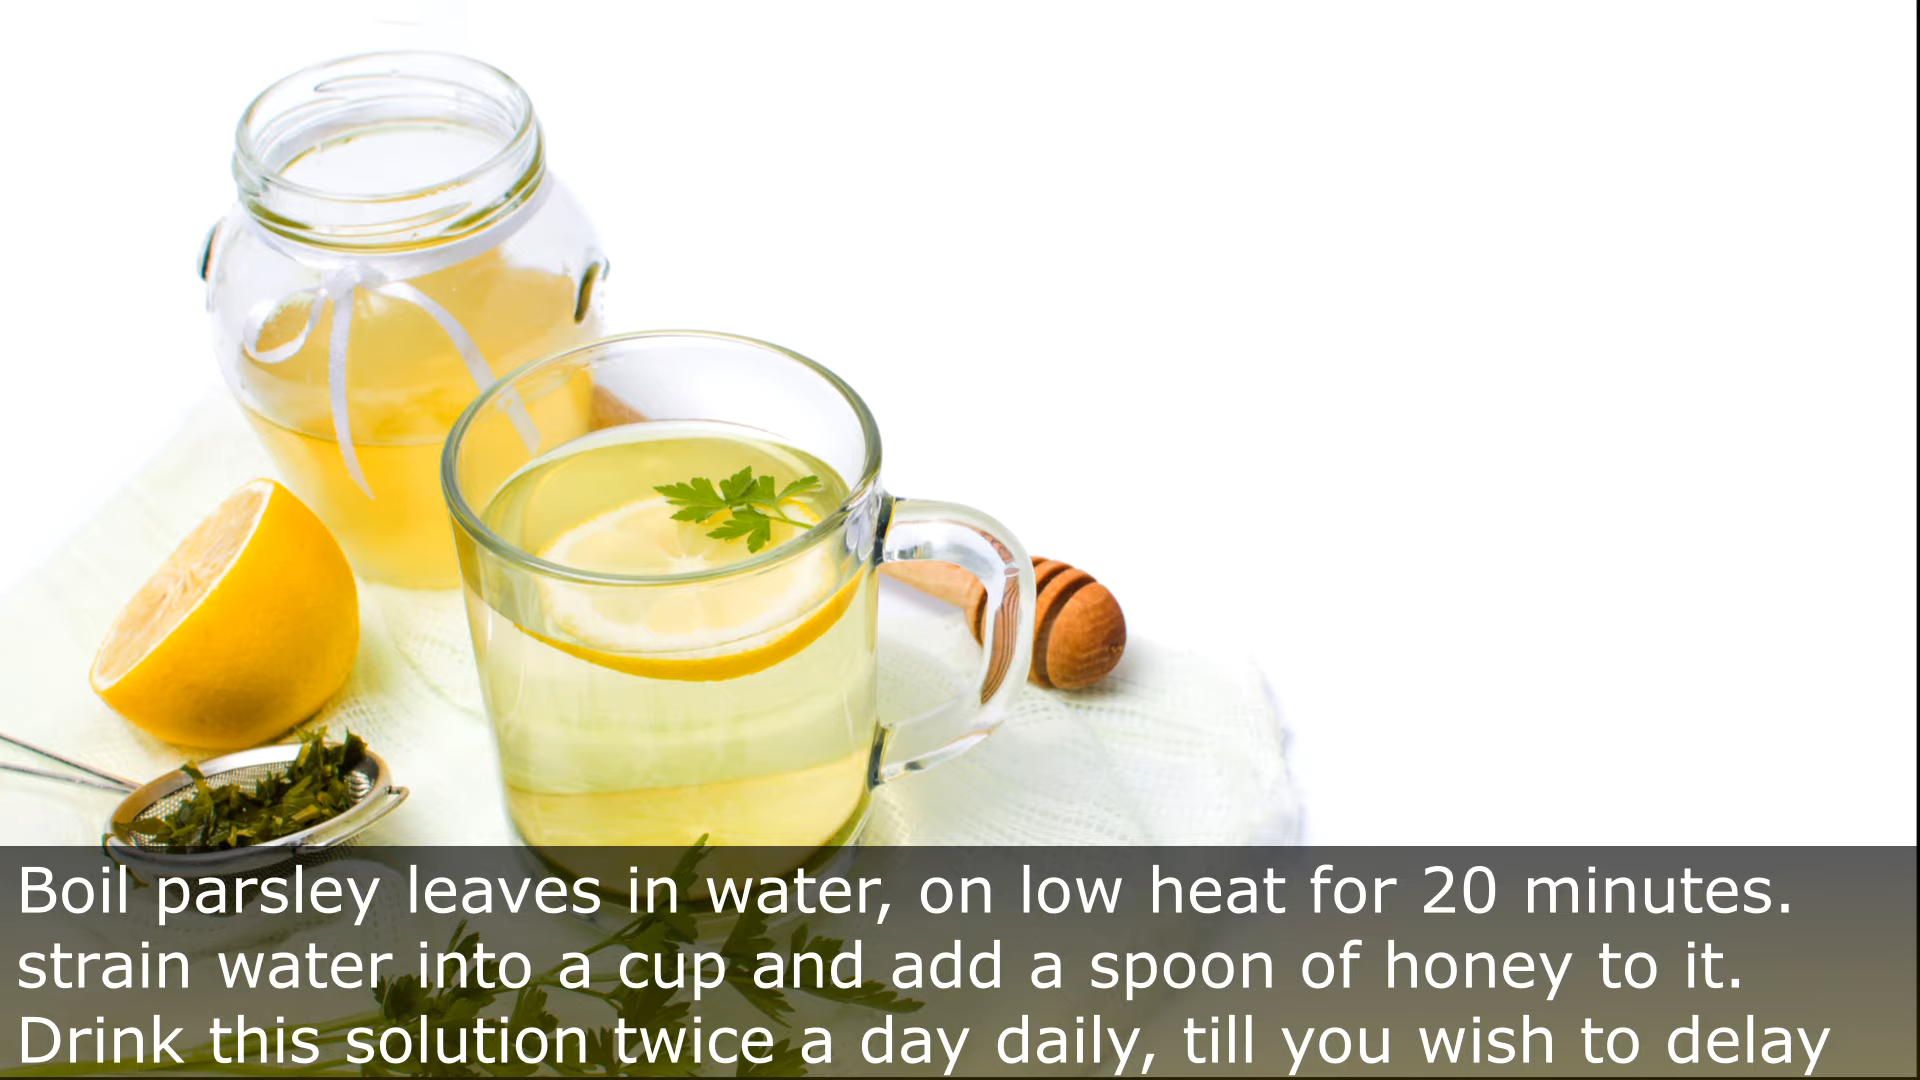 Boil parsley leaves in water, on low heat for 20 minutes.
strain water into a cup and add a spoon of honey to it.
Drink this solution twice a day daily, till you wish to delay